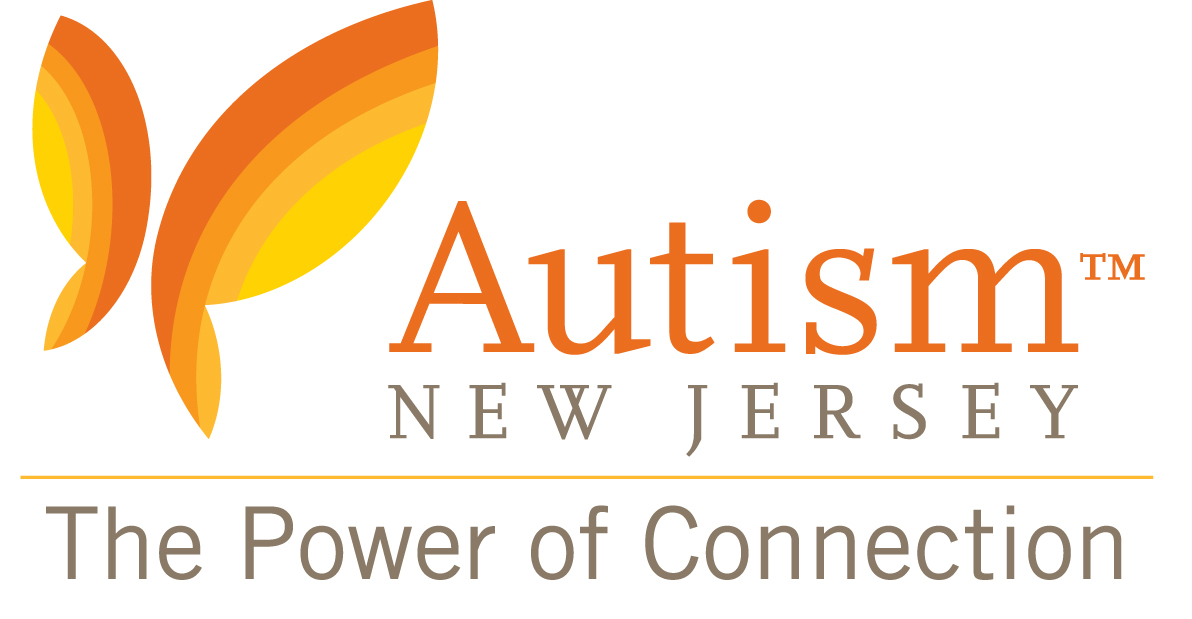 Autism™
NEW JERSEY
The Power of Connection